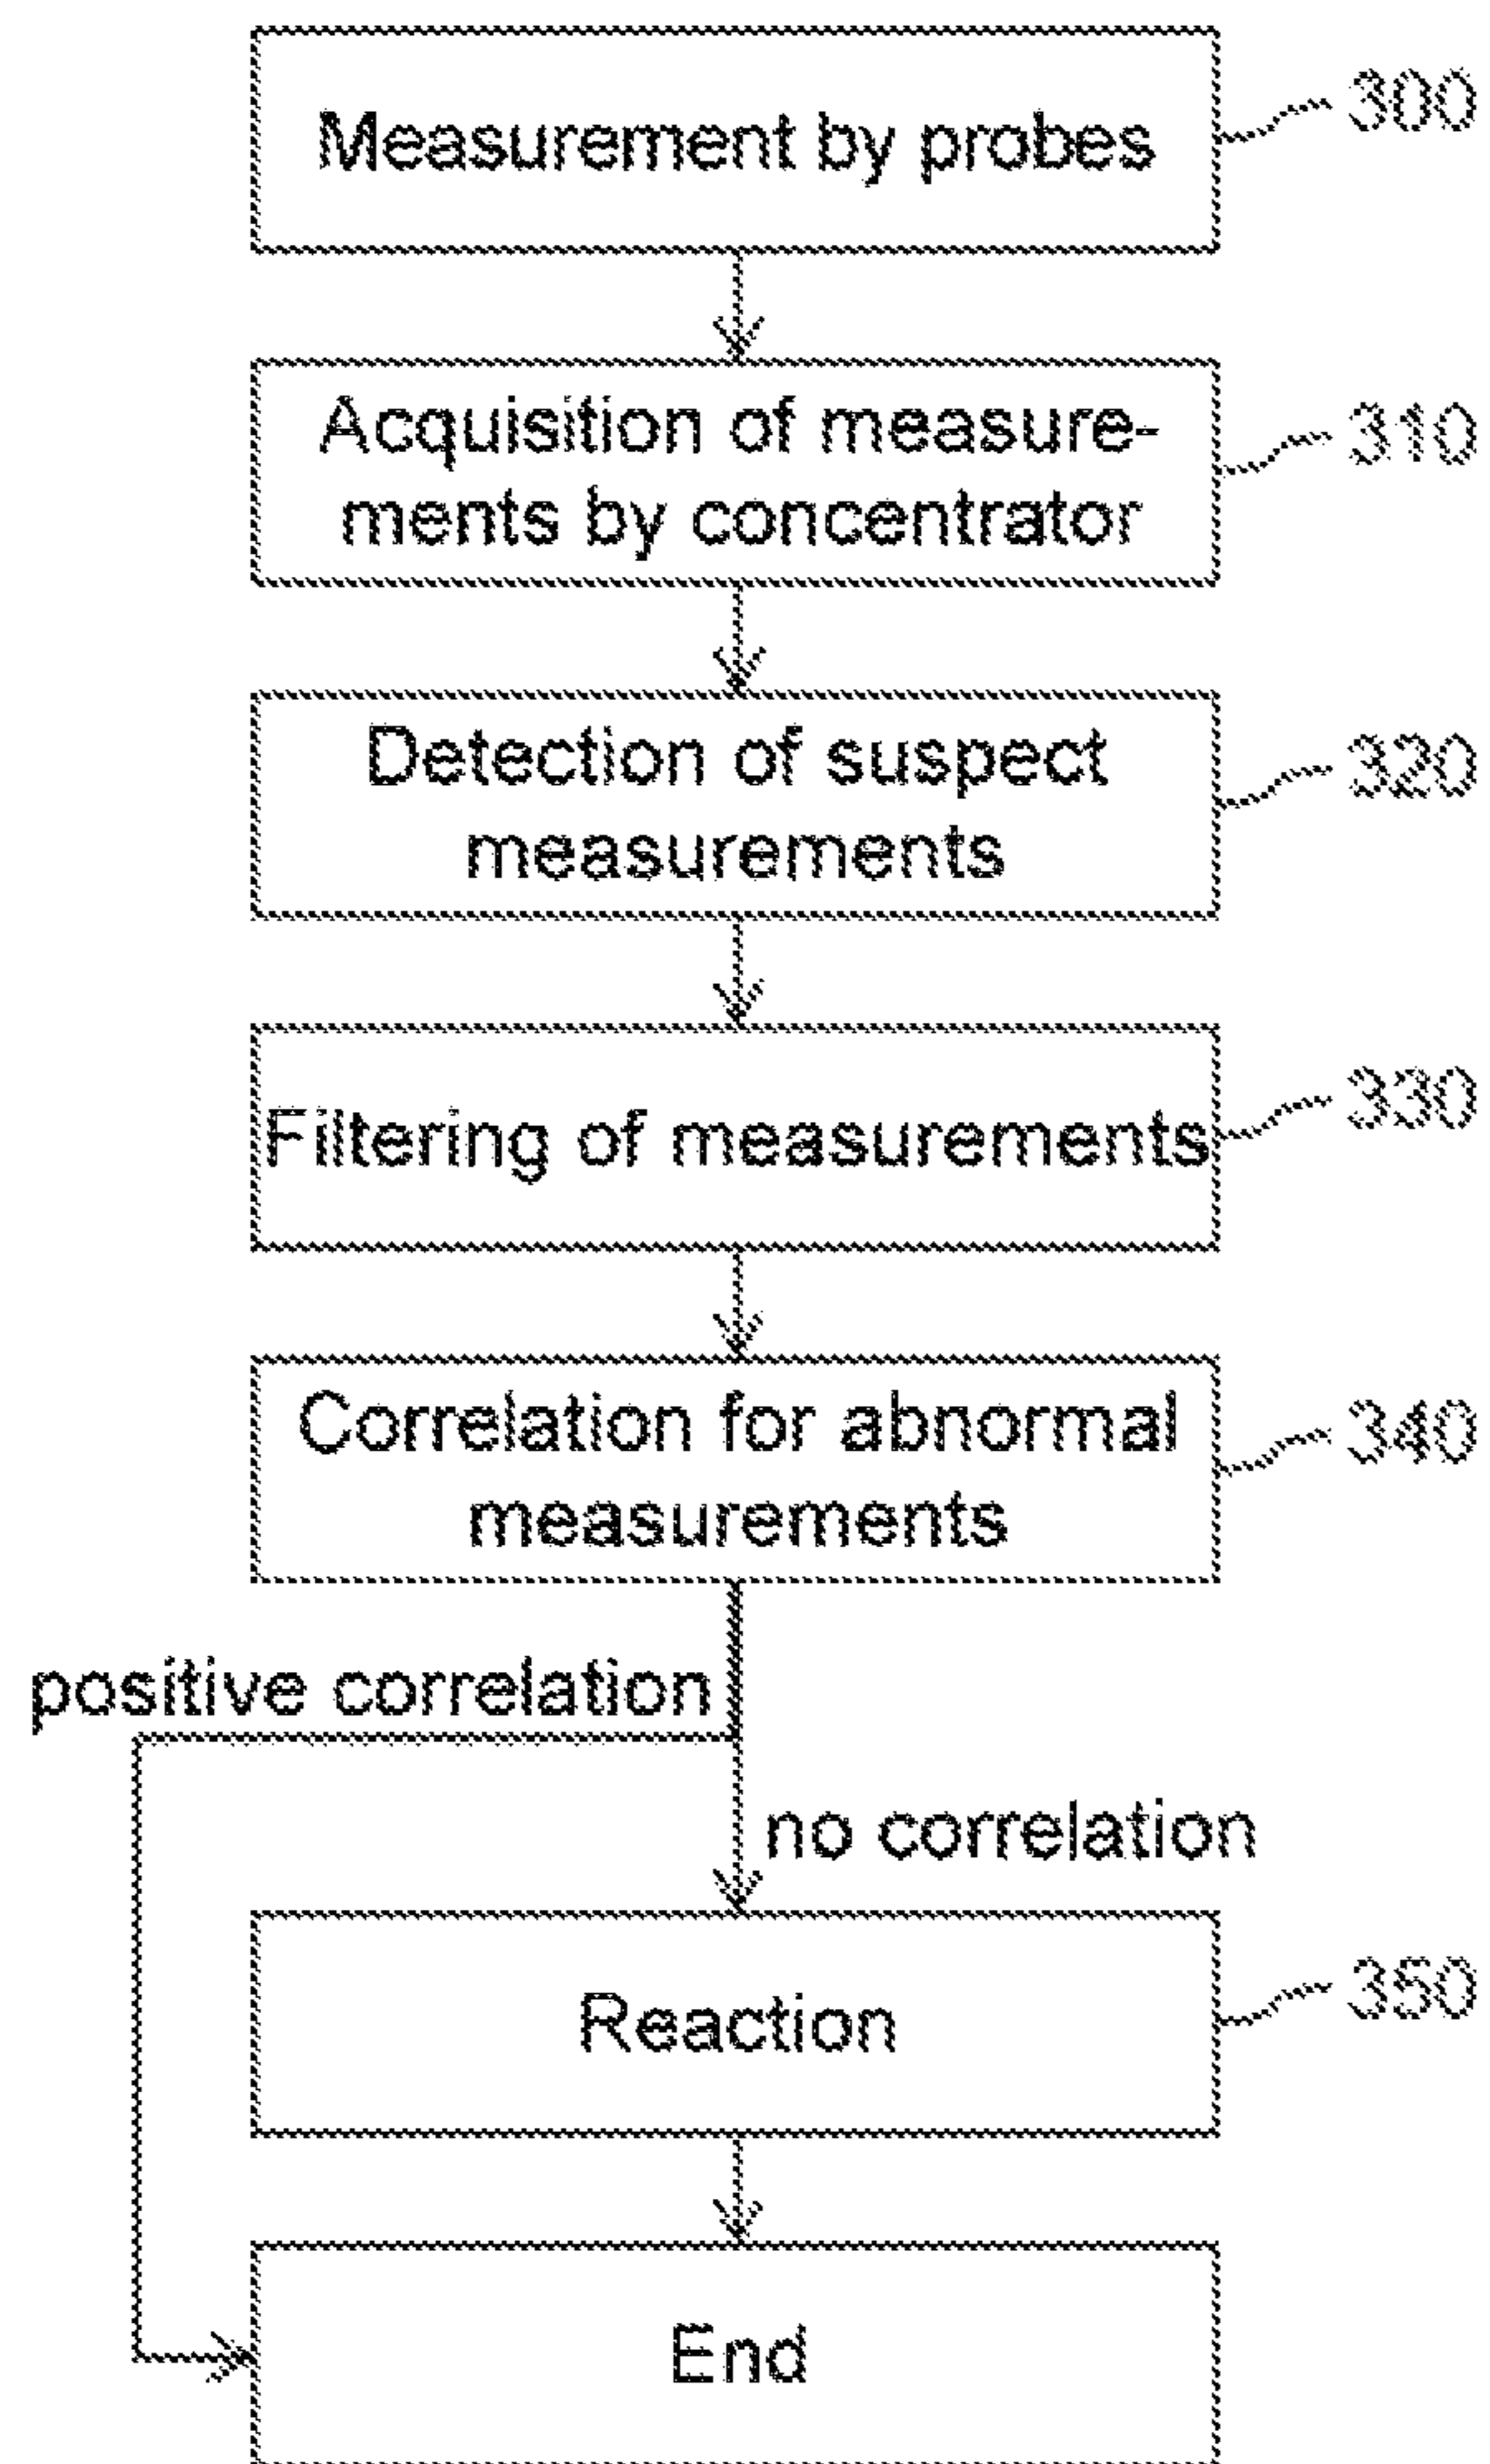 Measurement by probes
300
Acquisition of measure-
ments by concentrator
310
Detection of suspect
measurements
320
Filtering of measurements
330
Correlation for abnormal
measurements
340
positive correlation
no correlation
Reaction
350
End